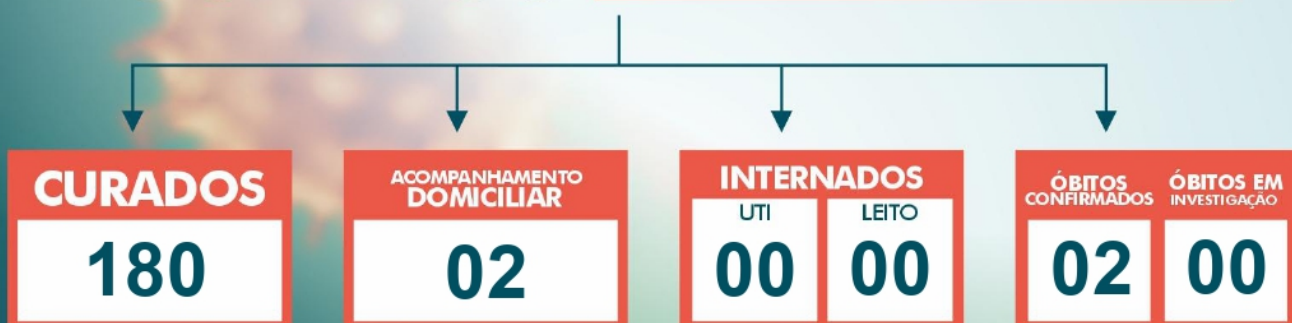 CURADOS
180
ACOMPANHAMENTO
DOMICILIAR
02
INTERNADOS
UTI
00
LEITO
00
ÓBITOS
CONFIRMADOS
02
ÓBITOS EM
INVESTIGAÇÃO
00